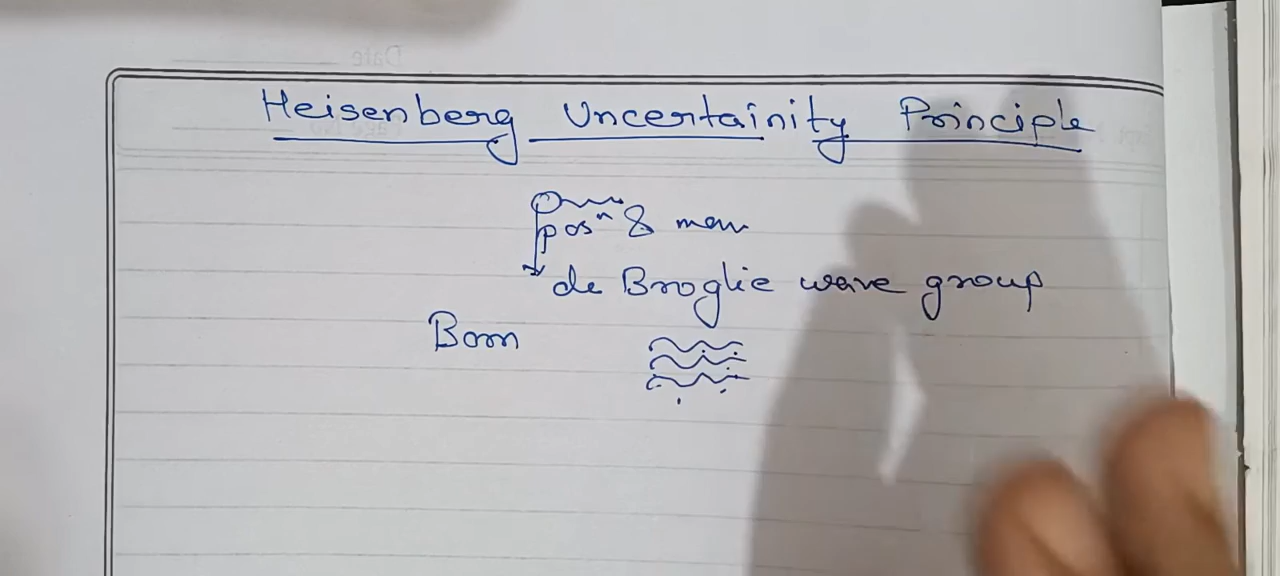 Heisenberg Uncertainity Principle
posⁿ & mom
de Broglie wave group
Born